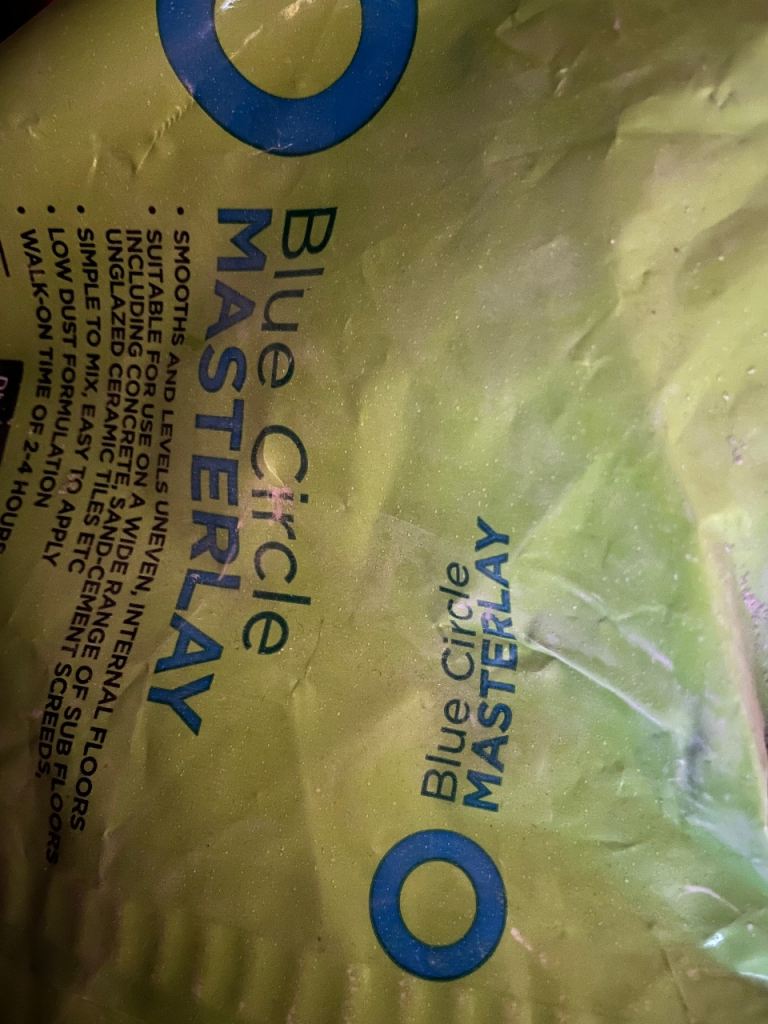 Blue Circle
MASTERLAY
• SMOOTHS AND LEVELS UNEVEN, INTERNAL FLOORS
• SUITABLE FOR USE ON A WIDE RANGE OF SUB FLOORS
INCLUDING CONCRETE, SAND-CEMENT SCREEDS,
UNGLAZED CERAMIC TILES ETC
• SIMPLE TO MIX, EASY TO APPLY
• LOW DUST FORMULATION
• WALK-ON TIME OF 2-4 HOURS
Blue Circle
MASTERLAY